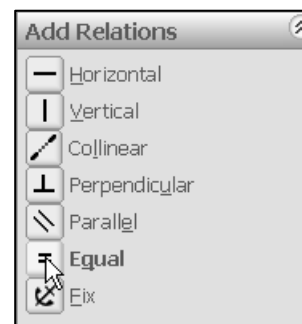 Add Relations
Horizontal
Vertical
Collinear
Perpendicular
Parallel
Equal
Fix